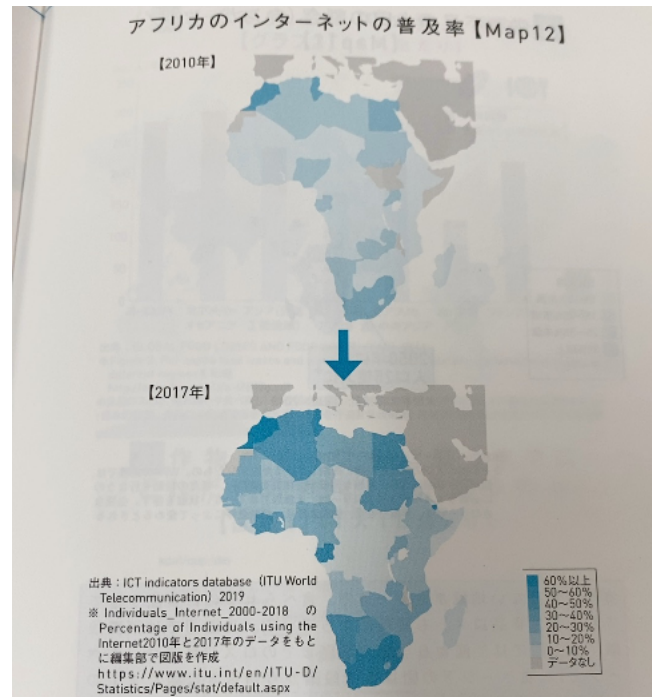 アフリカのインターネットの普及率【Map12】
【2010年】
【2017年】
出典：ICT indicators database (ITU World
Telecommunication) 2019
※ Individuals_Internet_2000-2018 の
Percentage of Individuals using the
Internet2010年と2017年のデータをもと
に編集部で図版を作成
https://www.itu.int/en/ITU-D/
Statistics/Pages/stat/default.aspx
60%以上
50〜60%
40〜50%
30〜40%
20〜30%
10〜20%
0〜10%
データなし